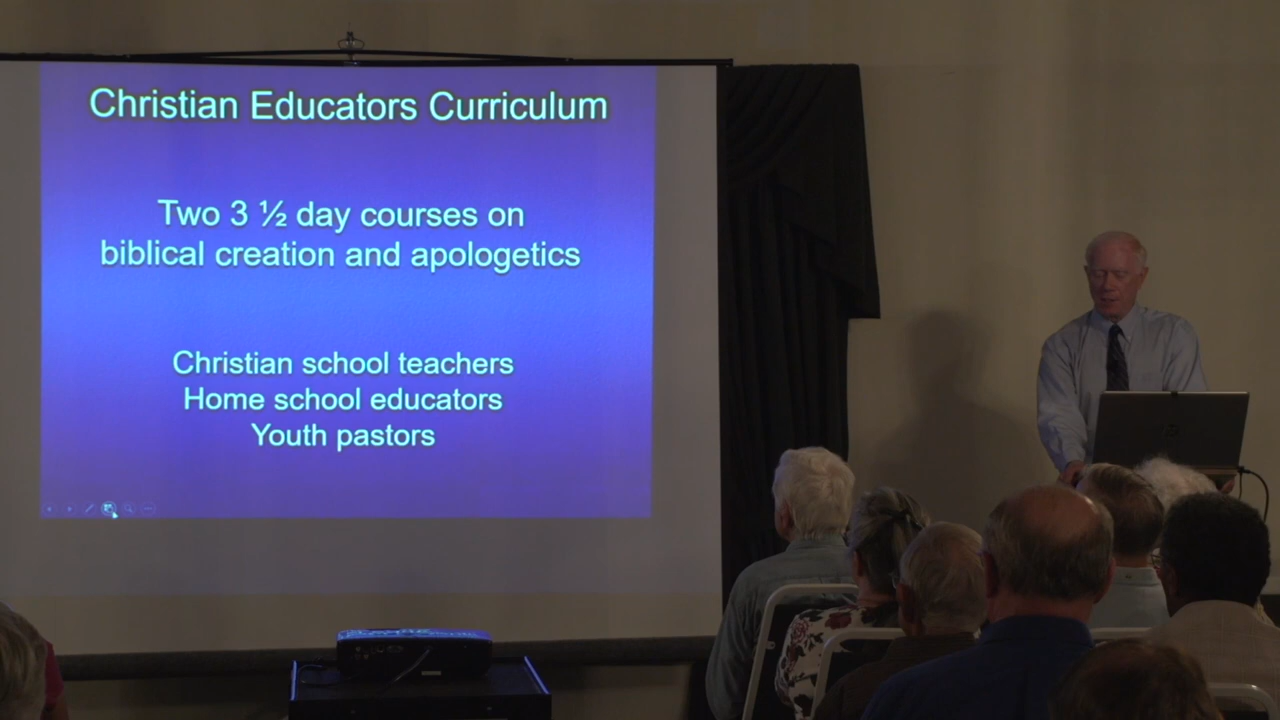 Christian Educators Curriculum
Two 3 ½ day courses on
biblical creation and apologetics
Christian school teachers
Home school educators
Youth pastors